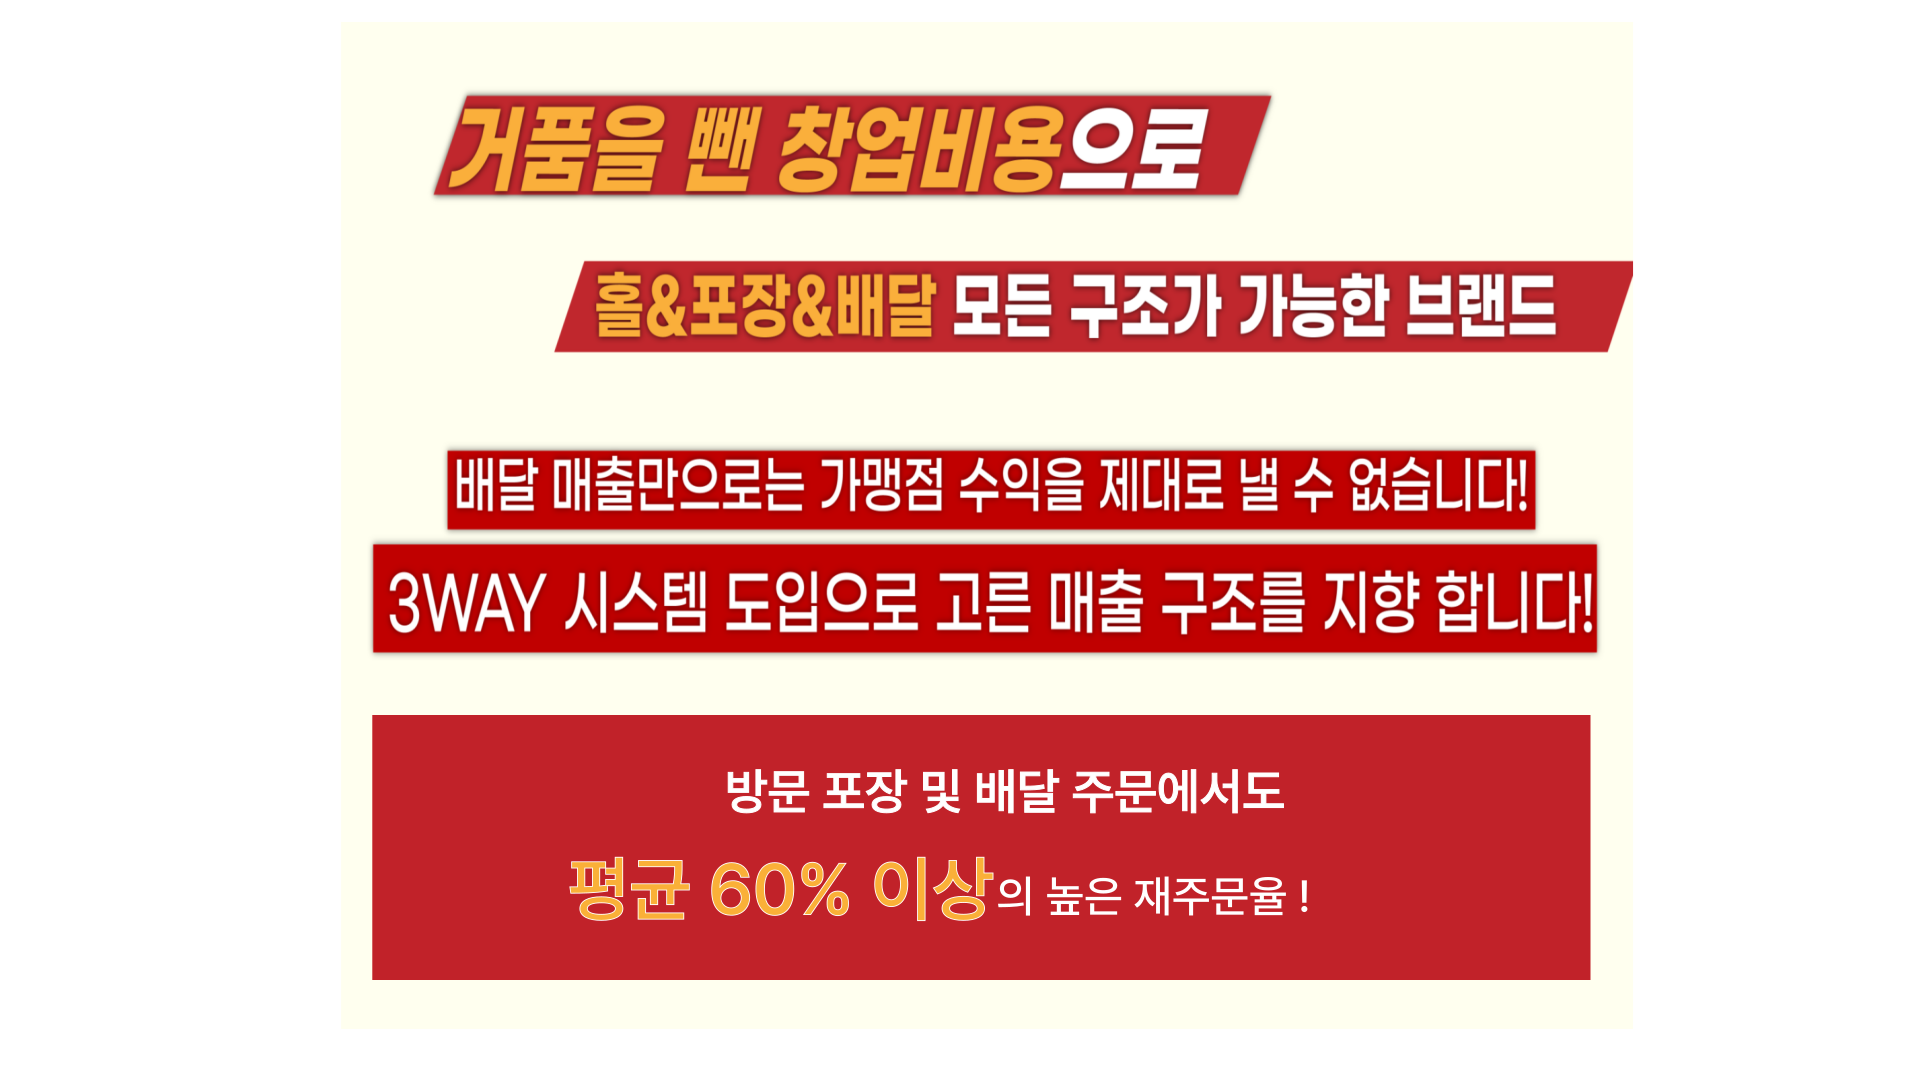 거품을 뺀 창업비용으로
홀&포장&배달 모든 구조가 가능한 브랜드
배달 매출만으로는 가맹점 수익을 제대로 낼 수 없습니다!
3WAY 시스템 도입으로 고른 매출 구조를 지향 합니다!
방문 포장 및 배달 주문에서도
평균 60% 이상의 높은 재주문율 !